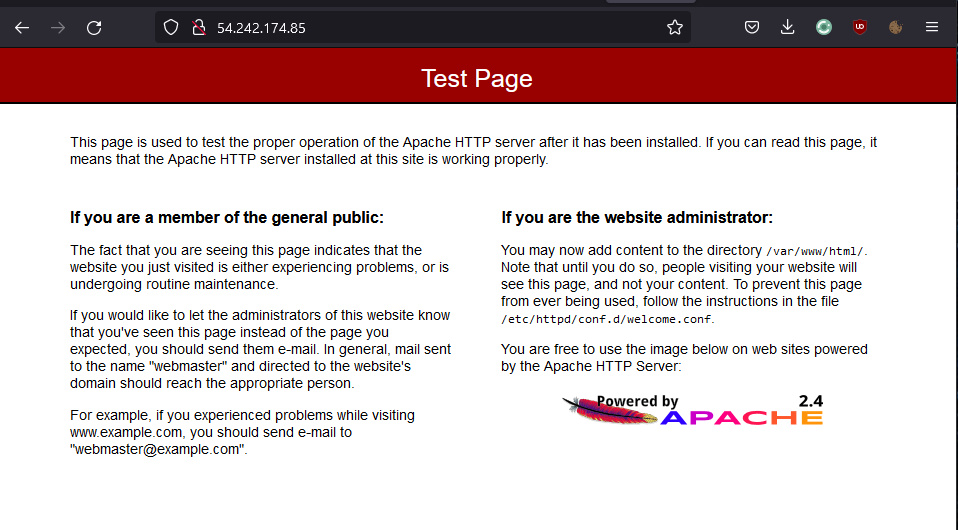 54.242.174.85
Test Page
This page is used to test the proper operation of the Apache HTTP server after it has been installed. If you can read this page, it
means that the Apache HTTP server installed at this site is working properly.
If you are a member of the general public:
The fact that you are seeing this page indicates that the
website you just visited is either experiencing problems, or is
undergoing routine maintenance.
If you would like to let the administrators of this website know
that you've seen this page instead of the page you
expected, you should send them e-mail. In general, mail sent
to the name "webmaster" and directed to the website's
domain should reach the appropriate person.
For example, if you experienced problems while visiting
www.example.com, you should send e-mail to
"webmaster@example.com".
If you are the website administrator:
You may now add content to the directory /var/www/html/.
Note that until you do so, people visiting your website will
see this page, and not your content. To prevent this page
from ever being used, follow the instructions in the file
/etc/httpd/conf.d/welcome.conf.
You are free to use the image below on web sites powered
by the Apache HTTP Server:
Powered by 2.4
APACHE